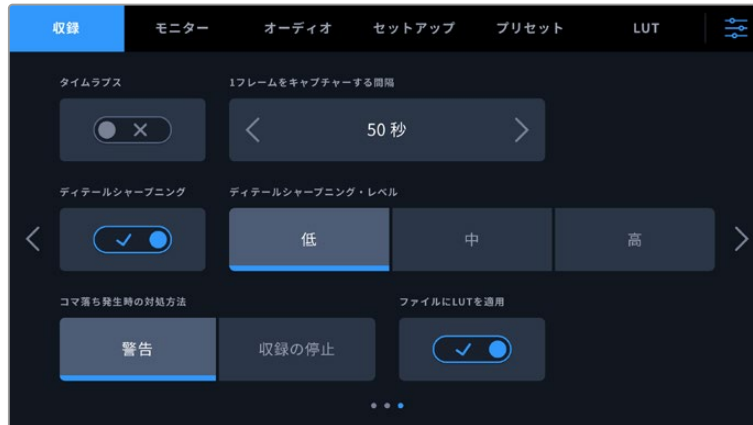 収録 モニター オーディオ セットアップ プリセット LUT
タイムラプス 1フレームをキャプチャーする間隔
50 秒
ディテールシャープニング ディテールシャープニング・レベル
低 中 高
コマ落ち発生時の対処方法 ファイルにLUTを適用
警告 収録の停止